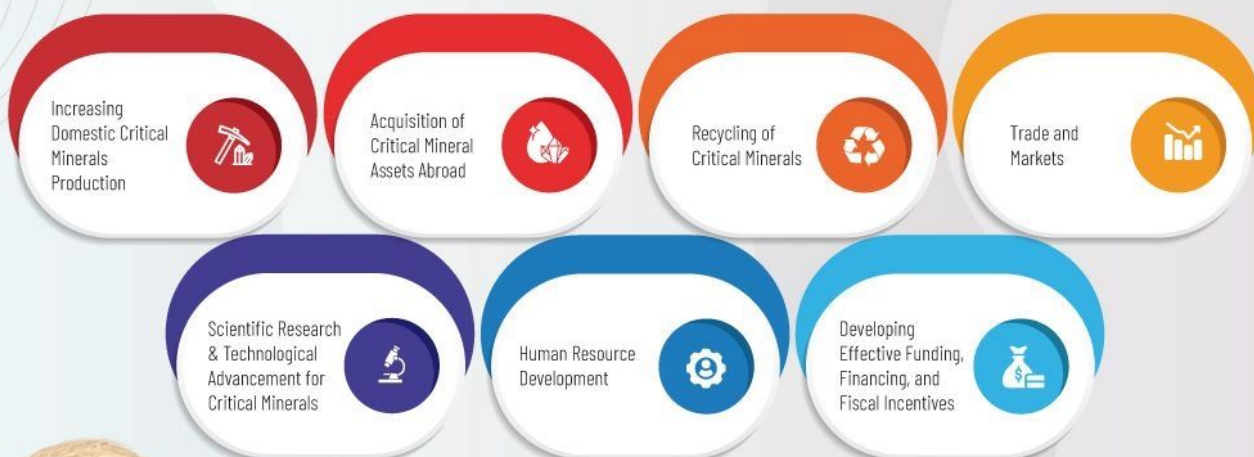 Increasing
Domestic Critical
Minerals
Production
Acquisition of
Critical Mineral
Assets Abroad
Recycling of
Critical Minerals
Trade and
Markets
Scientific Research
& Technological
Advancement for
Critical Minerals
Human Resource
Development
Developing
Effective Funding,
Financing, and
Fiscal Incentives
$